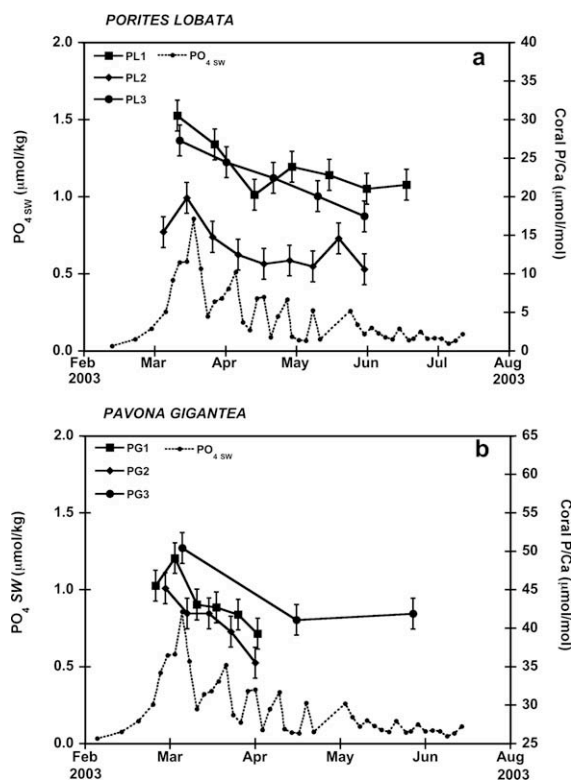 PORITES LOBATA
a
PL1 PO4 SW
PL2
PL3
2.0 40
35
1.5 30
25
1.0 20
15
0.5 10
5
0.0 0
PO4 SW (μmol/kg)
Coral P/Ca (μmol/mol)
Feb Mar Apr May Jun Jul Aug
2003 2003
PAVONA GIGANTEA
b
PG1 PO4 SW
PG2
PG3
2.0 65
60
1.5 55
50
1.0 45
40
0.5 35
30
0.0 25
PO4 SW (μmol/kg)
Coral P/Ca (μmol/mol)
Feb Mar Apr May Jun Aug
2003 2003